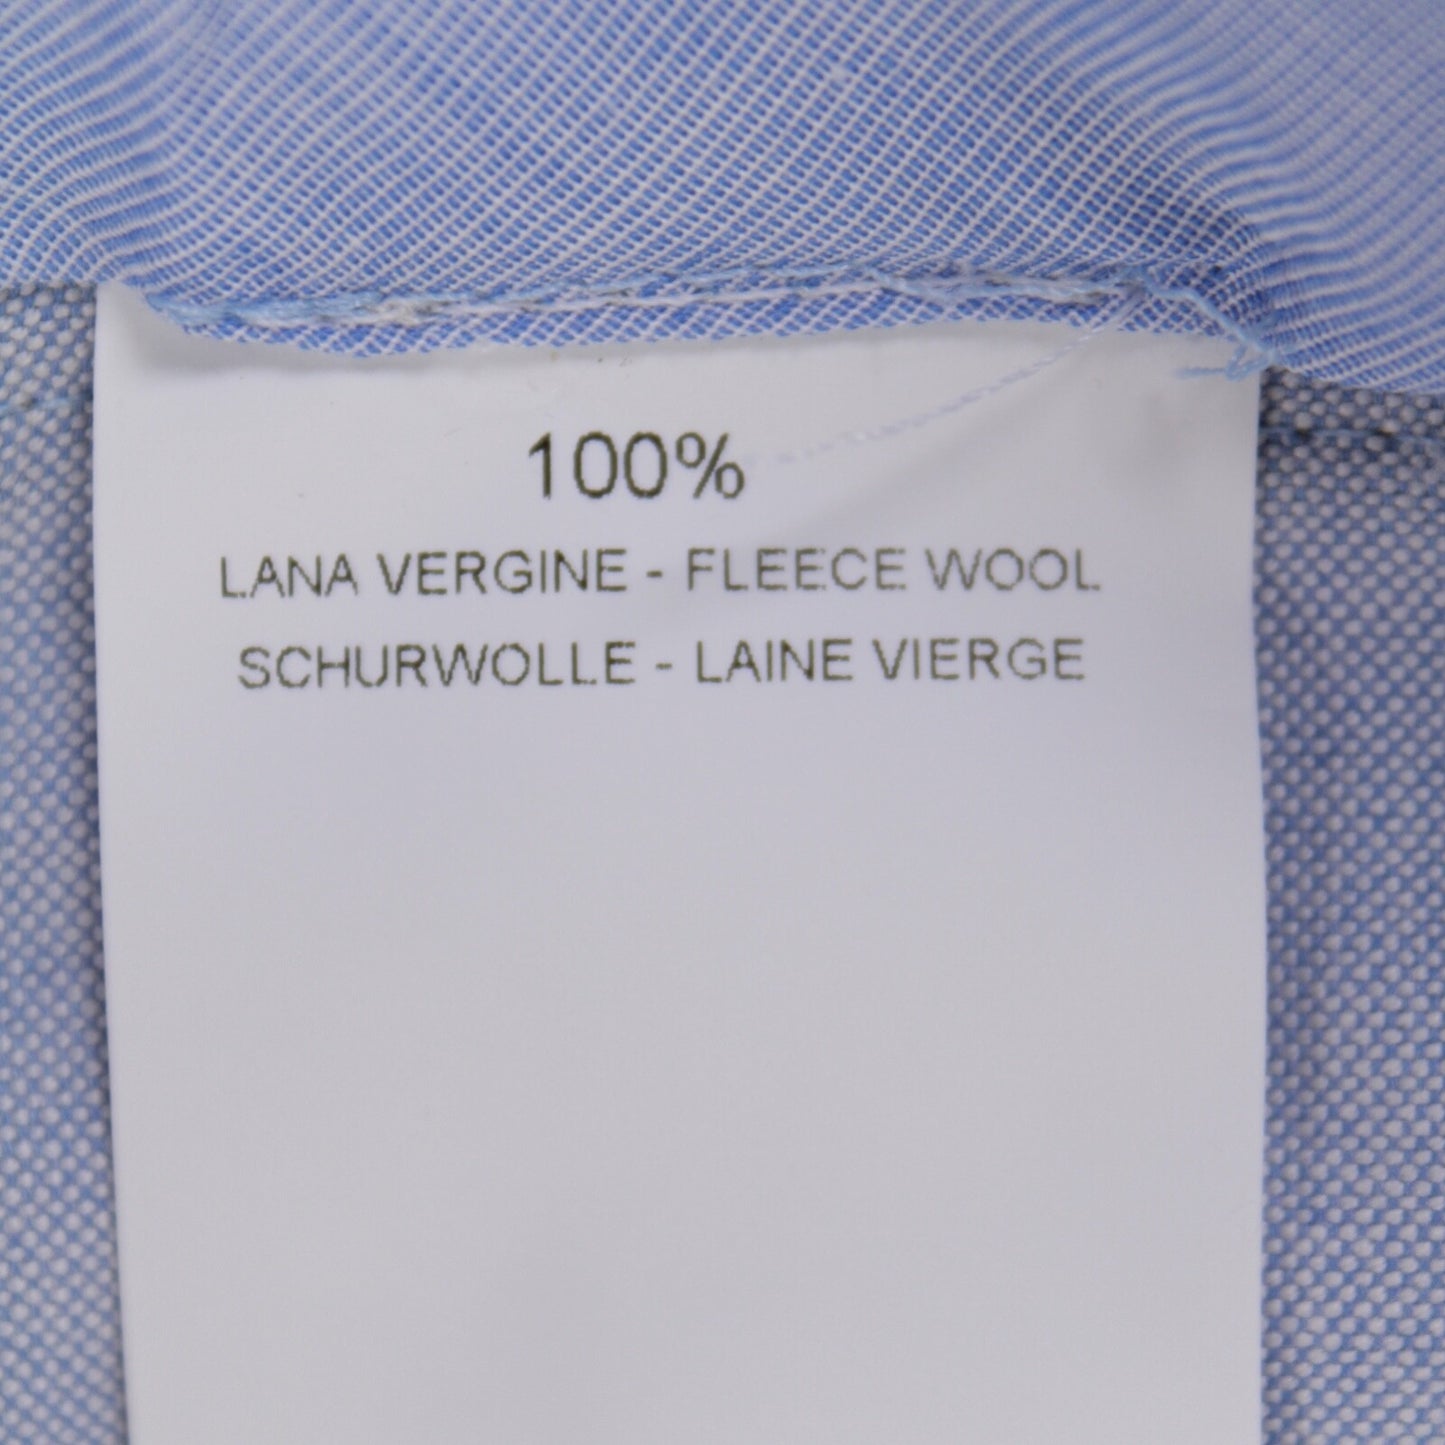 100%
LANA VERGINE - FLEECE WOOL
SCHURWOLLE - LAINE VIERGE